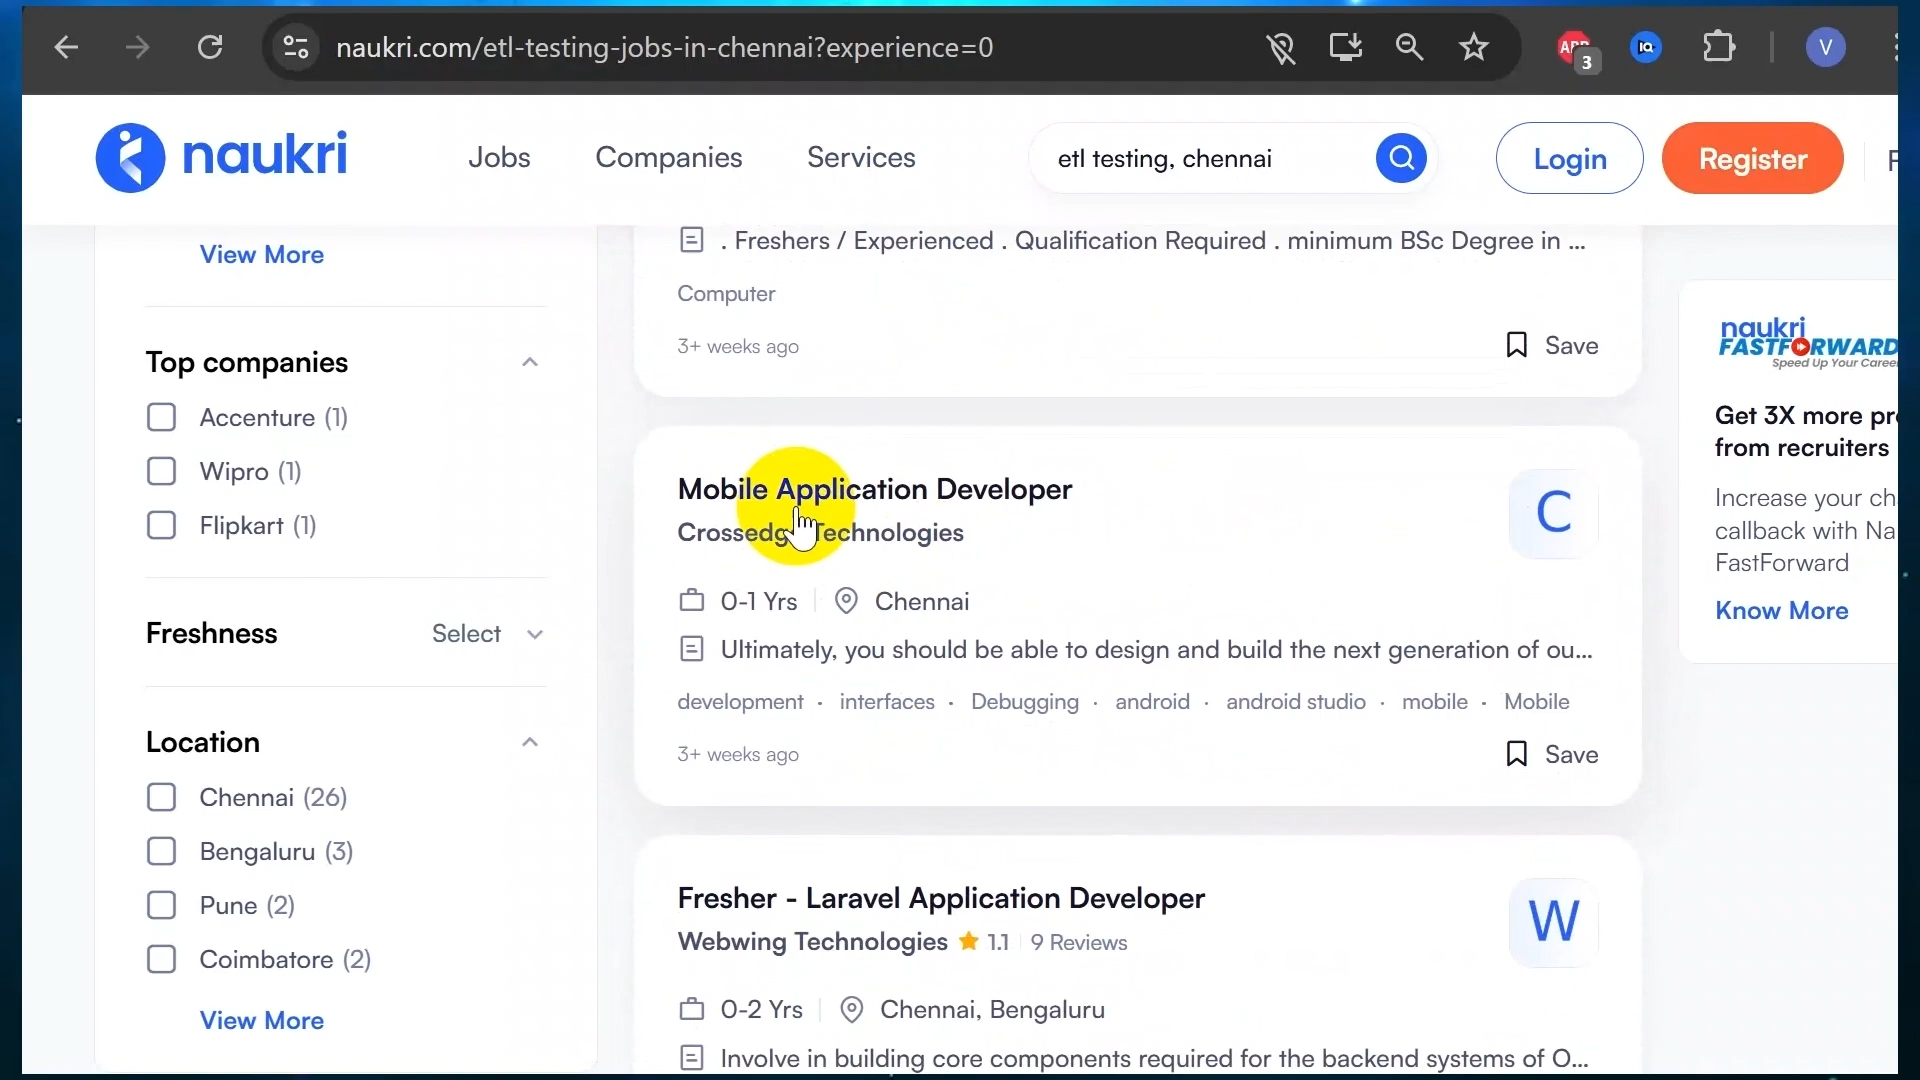 naukri.com/etl-testing-jobs-in-chennai?experience=0
ABP
3
IQ
V
naukri
Jobs
Companies
Services
etl testing, chennai
Login
Register
F
View More
Top companies
Accenture (1)
Wipro (1)
Flipkart (1)
Freshness
Select
Location
Chennai (26)
Bengaluru (3)
Pune (2)
Coimbatore (2)
View More
. Freshers / Experienced . Qualification Required . minimum BSc Degree in ...
Computer
3+ weeks ago
Save
Mobile Application Developer
Crossedge Technologies
C
0-1 Yrs
Chennai
Ultimately, you should be able to design and build the next generation of ou...
development · interfaces · Debugging · android · android studio · mobile · Mobile
3+ weeks ago
Save
Fresher - Laravel Application Developer
Webwing Technologies 1.1 9 Reviews
W
0-2 Yrs
Chennai, Bengaluru
Involve in building core components required for the backend systems of O...
naukri
FASTFORWARD
Speed Up Your Career
Get 3X more pr
from recruiters
Increase your ch
callback with Na
FastForward
Know More